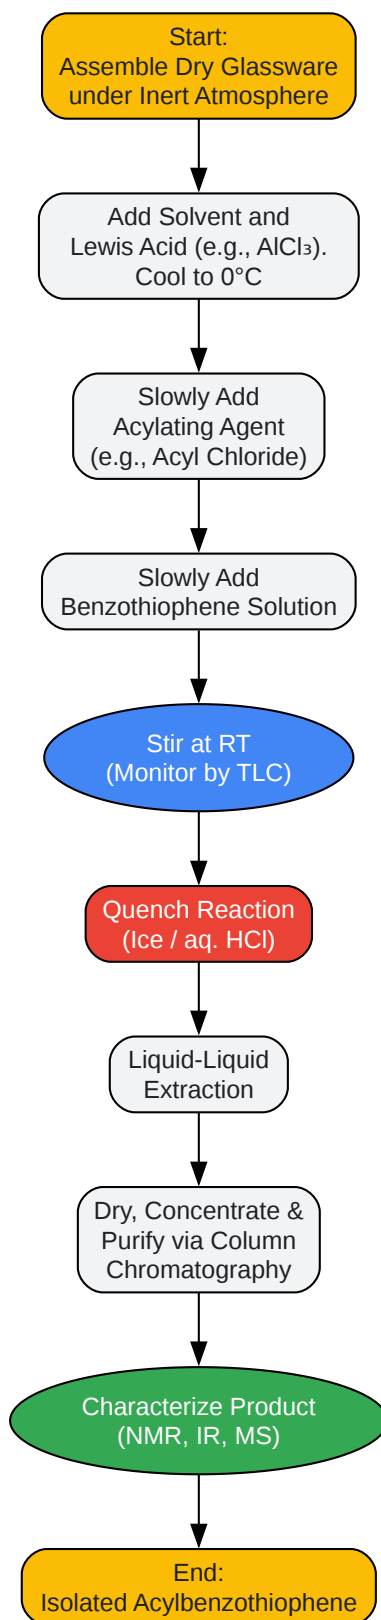 Start:
Assemble Dry Glassware
under Inert Atmosphere
Add Solvent and
Lewis Acid (e.g., AlCl₃).
Cool to 0°C
Slowly Add
Acylating Agent
(e.g., Acyl Chloride)
Slowly Add
Benzothiophene Solution
Stir at RT
(Monitor by TLC)
Quench Reaction
(Ice / aq. HCl)
Liquid-Liquid
Extraction
Dry, Concentrate &
Purify via Column
Chromatography
Characterize Product
(NMR, IR, MS)
End:
Isolated Acylbenzothiophene